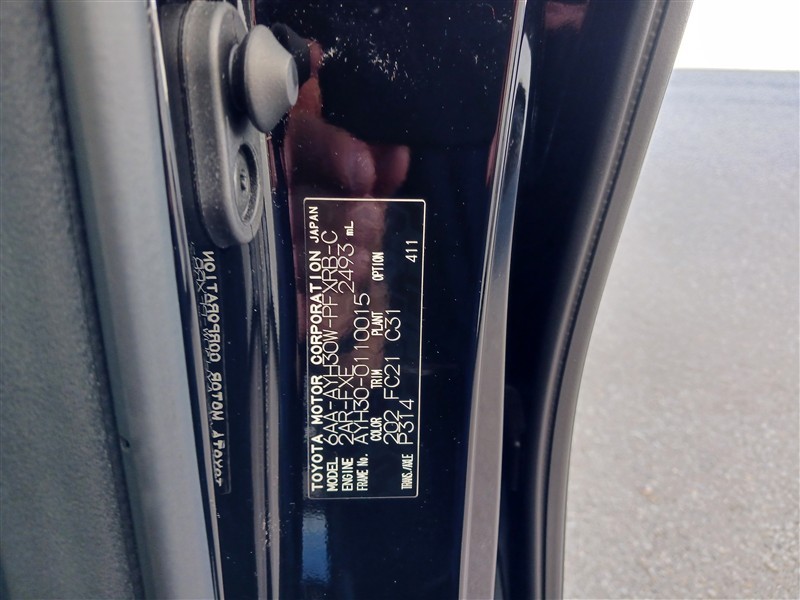 TOYOTA MOTOR CORPORATION JAPAN
MODEL 6AA-AYH30W-PFXRB-C
ENGINE 2AR-FXE 2493 mL
FRAME No. AYH30-0110015
COLOR TRIM PLANT OPTION
202 FC21 C31
TRANS./AXLE P314 411